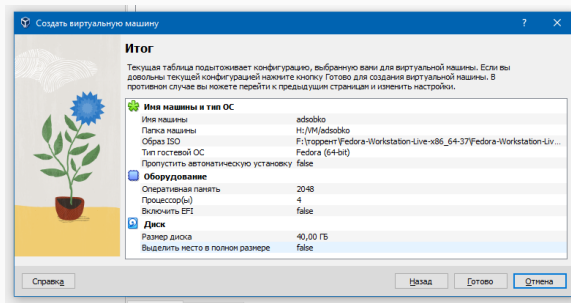 Создать виртуальную машину
Итог
Текущая таблица подытоживает конфигурацию, выбранную вами для виртуальной машины. Если вы
довольны текущей конфигурацией нажмите кнопку Готово для создания виртуальной машины. В
противном случае вы можете перейти к предыдущим страницам и изменить настройки.
Имя машины и тип ОС
Имя машины adsobko
Папка машины H:/VM/adsobko
Образ ISO F:\торрент\Fedora-Workstation-Live-x86_64-37\Fedora-Workstation-Liv...
Тип гостевой ОС Fedora (64-bit)
Пропустить автоматическую установку false
Оборудование
Оперативная память 2048
Процессор(ы) 4
Включить EFI false
Диск
Размер диска 40,00 ГБ
Выделить место в полном размере false
Справка Назад Готово Отмена